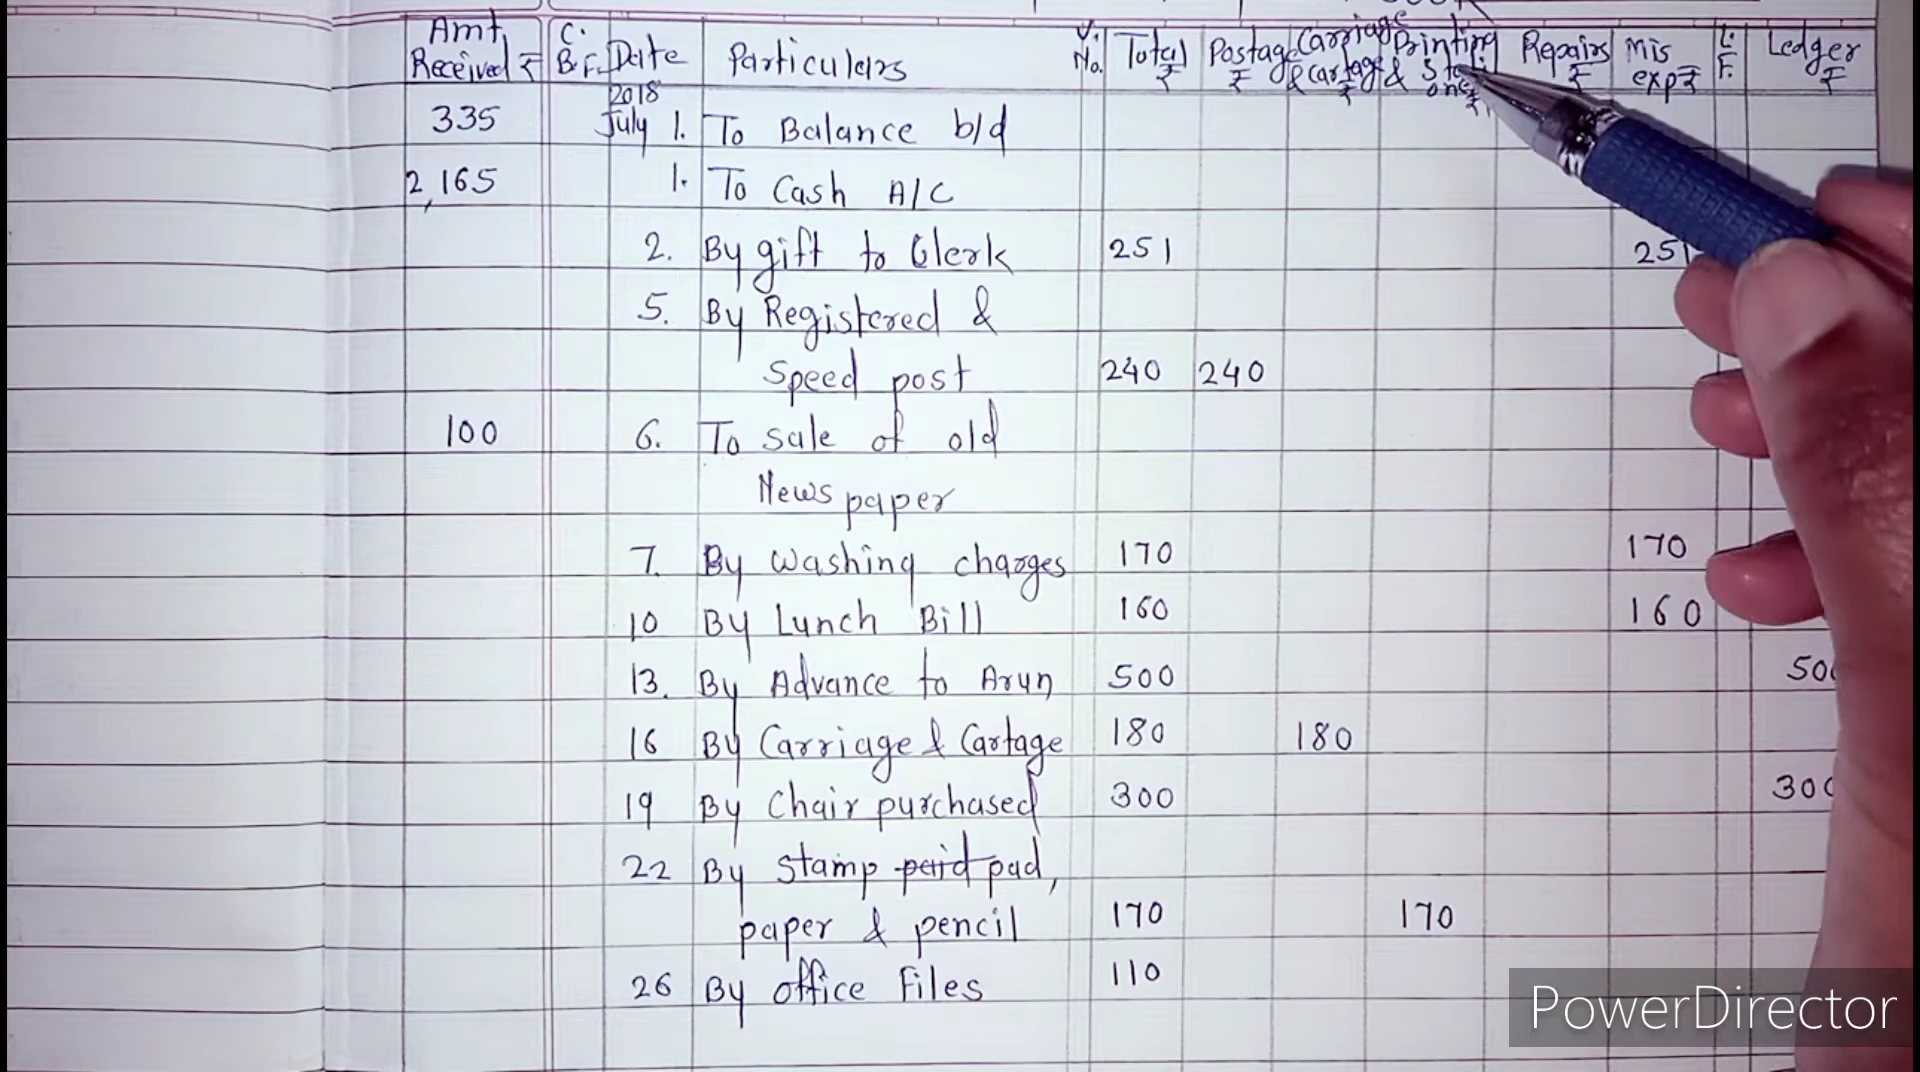 Amt Received ₹ C. B.F. Date Particulars V. No. Total ₹ Postage ₹ Carriage & Cartage ₹ Printing & ₹ Repairs ₹ Mis exp ₹ L. F. Ledger ₹
2018
335 July 1. To Balance b/d
2,165 1. To Cash A/C
2. By gift to Clerk 251 251
5. By Registered &
Speed post 240 240
100 6. To sale of old
News paper
7. By washing charges 170 170
10 By Lunch Bill 160 160
13. By Advance to Arun 500 500
16 By Carriage & Cartage 180 180
19 By Chair purchased 300 300
22 By Stamp paid pad,
paper & pencil 170 170
26 By office Files 110
PowerDirector